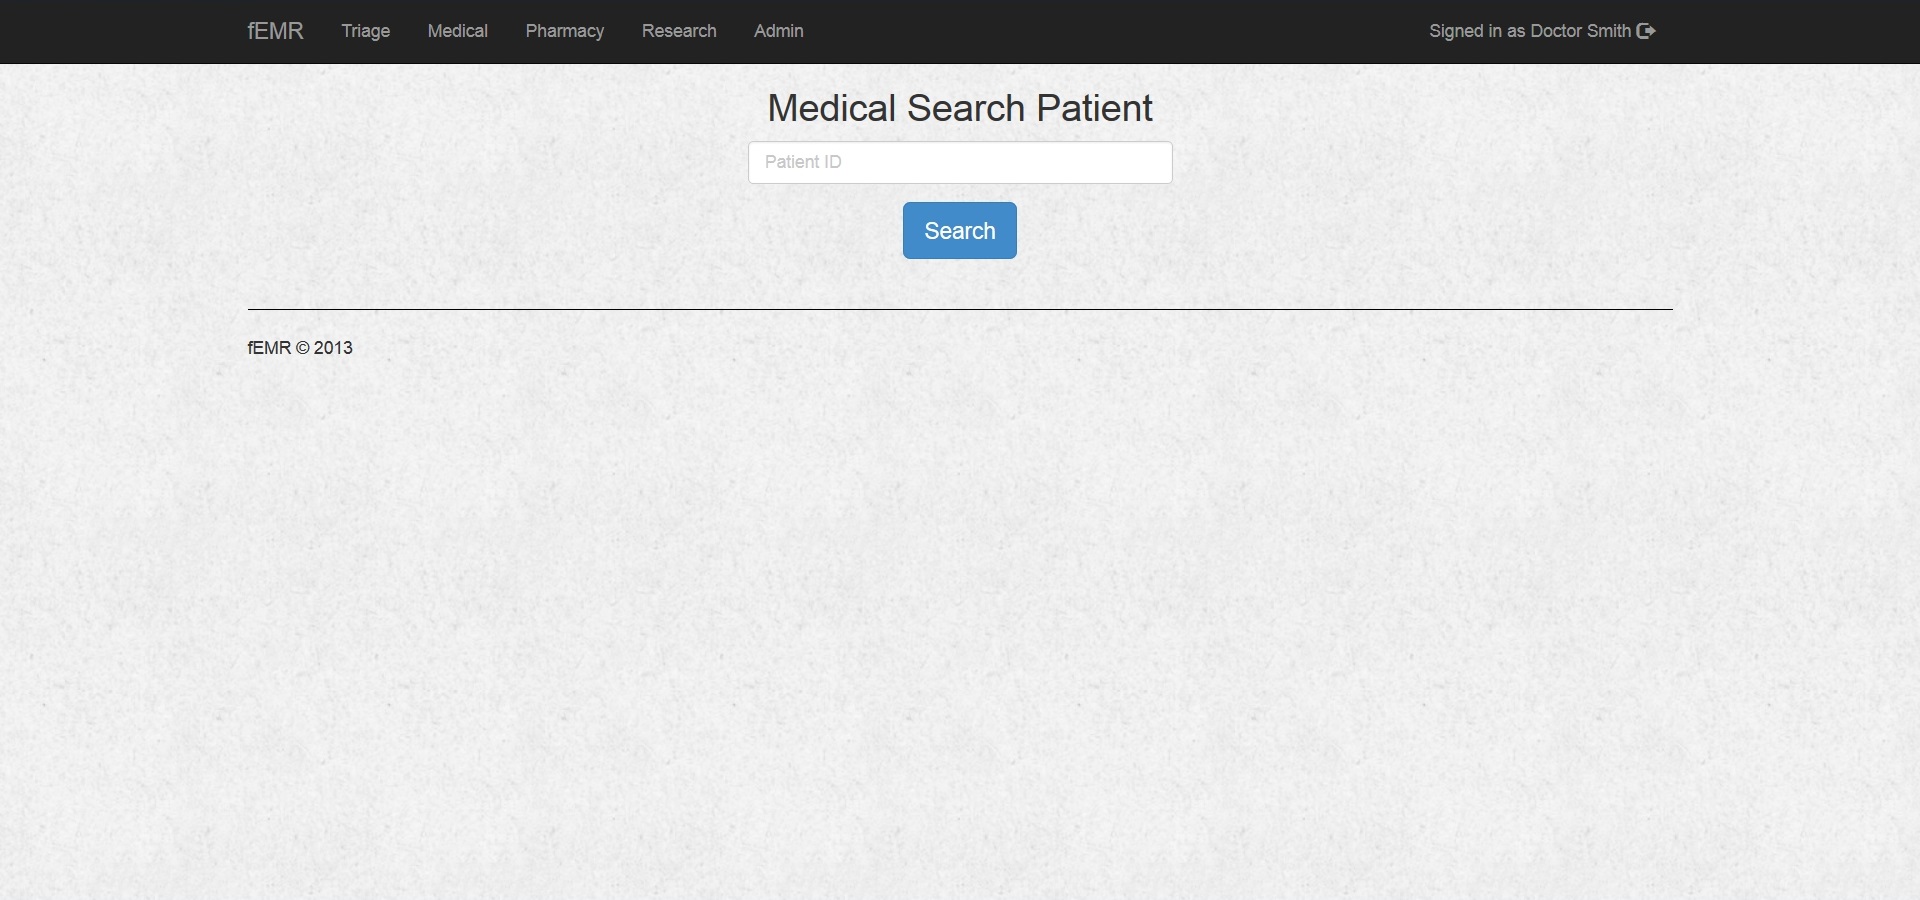 fEMR Triage Medical Pharmacy Research Admin Signed in as Doctor Smith
Medical Search Patient
Patient ID
Search
fEMR © 2013